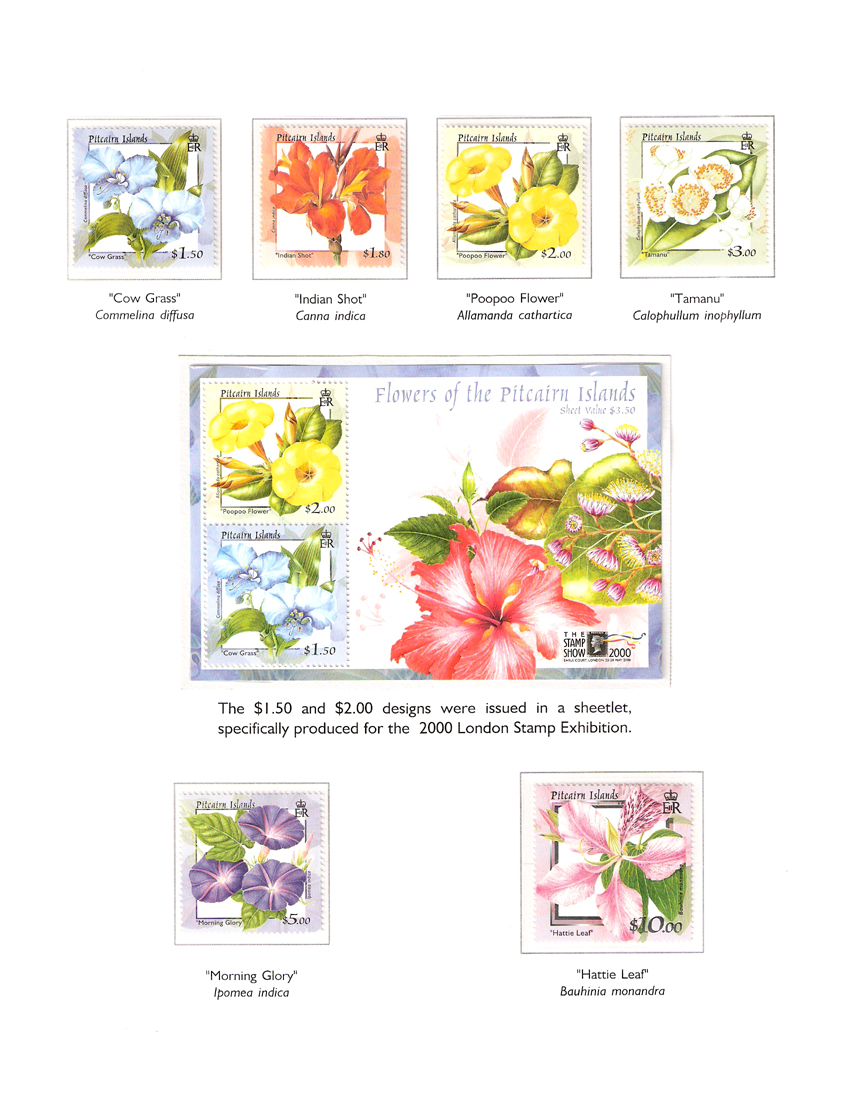 Pitcairn Islands
ER
Commelina diffusa
"Cow Grass"
$1.50
Pitcairn Islands
ER
Canna indica
"Indian Shot"
$1.80
Pitcairn Islands
ER
Allamanda cathartica
"Poopoo Flower"
$2.00
Pitcairn Islands
ER
Calophullum inophyllum
"Tamanu"
$3.00
"Cow Grass"
Commelina diffusa
"Indian Shot"
Canna indica
"Poopoo Flower"
Allamanda cathartica
"Tamanu"
Calophullum inophyllum
Flowers of the Pitcairn Islands
Sheet Value $3.50
Pitcairn Islands
ER
Allamanda cathartica
"Poopoo Flower"
$2.00
Pitcairn Islands
ER
Commelina diffusa
"Cow Grass"
$1.50
THE
STAMP
SHOW 2000
EARLS COURT, LONDON 22-28 MAY 2000
The $1.50 and $2.00 designs were issued in a sheetlet,
specifically produced for the 2000 London Stamp Exhibition.
Pitcairn Islands
ER
Ipomea indica
"Morning Glory"
$5.00
Pitcairn Islands
ER
Bauhinia monandra
"Hattie Leaf"
$10.00
"Morning Glory"
Ipomea indica
"Hattie Leaf"
Bauhinia monandra